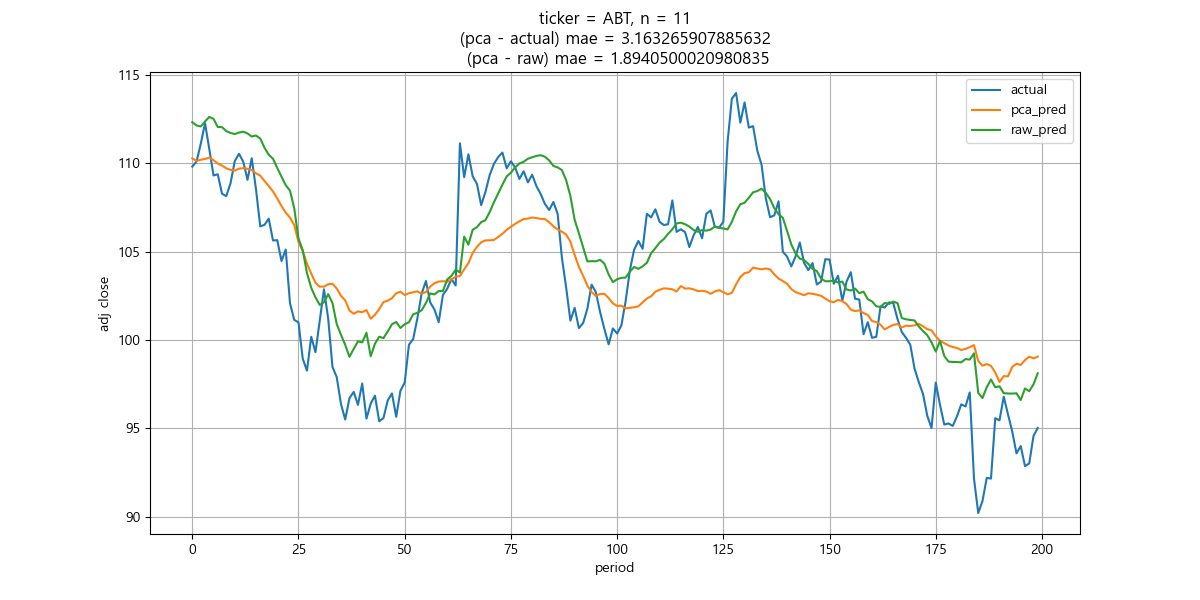 ticker = ABT, n = 11
(pca - actual) mae = 3.163265907885632
(pca - raw) mae = 1.8940500020980835
115
110
105
100
95
90
adj close
actual
pca_pred
raw_pred
0 25 50 75 100 125 150 175 200
period